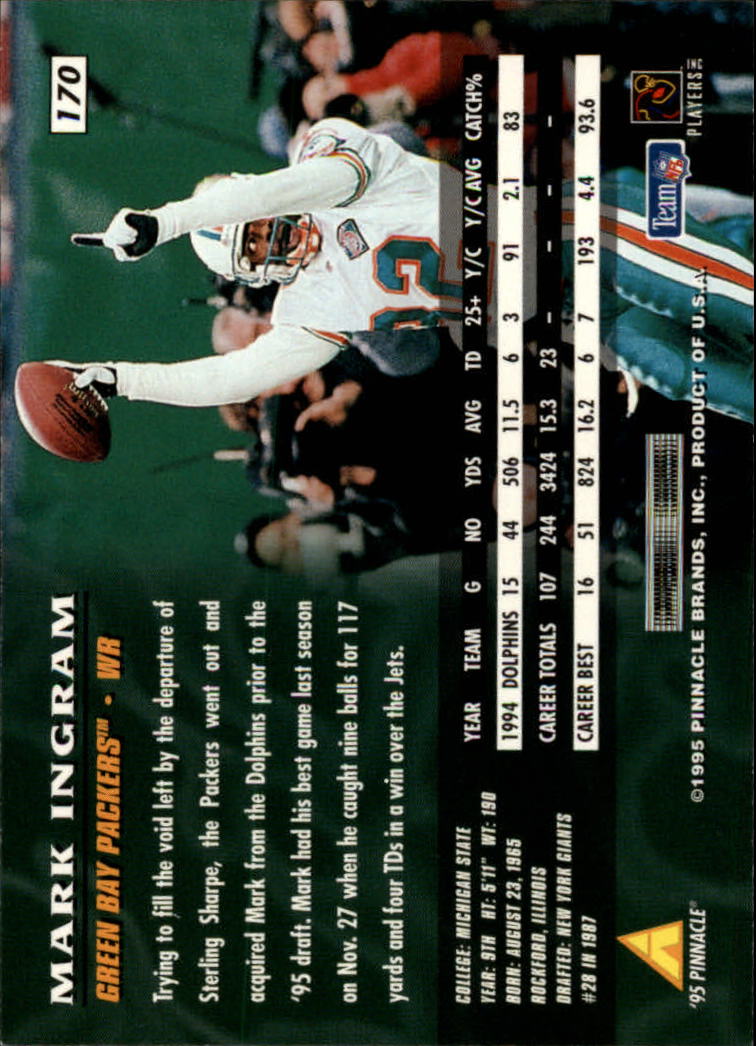 MARK INGRAM
170
GREEN BAY PACKERS™ • WR
Trying to fill the void left by the departure of
Sterling Sharpe, the Packers went out and
acquired Mark from the Dolphins prior to the
'95 draft. Mark had his best game last season
on Nov. 27 when he caught nine balls for 117
yards and four TDs in a win over the Jets.
COLLEGE: MICHIGAN STATE
YEAR: 9TH HT: 5'11" WT: 190
BORN: AUGUST 23, 1965
ROCKFORD, ILLINOIS
DRAFTED: NEW YORK GIANTS
#28 IN 1987
YEAR TEAM G NO YDS AVG TD 25+ Y/C Y/C AVG CATCH%
1994 DOLPHINS 15 44 506 11.5 6 3 91 2.1 83
CAREER TOTALS 107 244 3424 15.3 23 – – – –
CAREER BEST 16 51 824 16.2 6 7 193 4.4 93.6
'95 PINNACLE®
©1995 PINNACLE BRANDS, INC., PRODUCT OF U.S.A.
Team NFL
PLAYERS INC